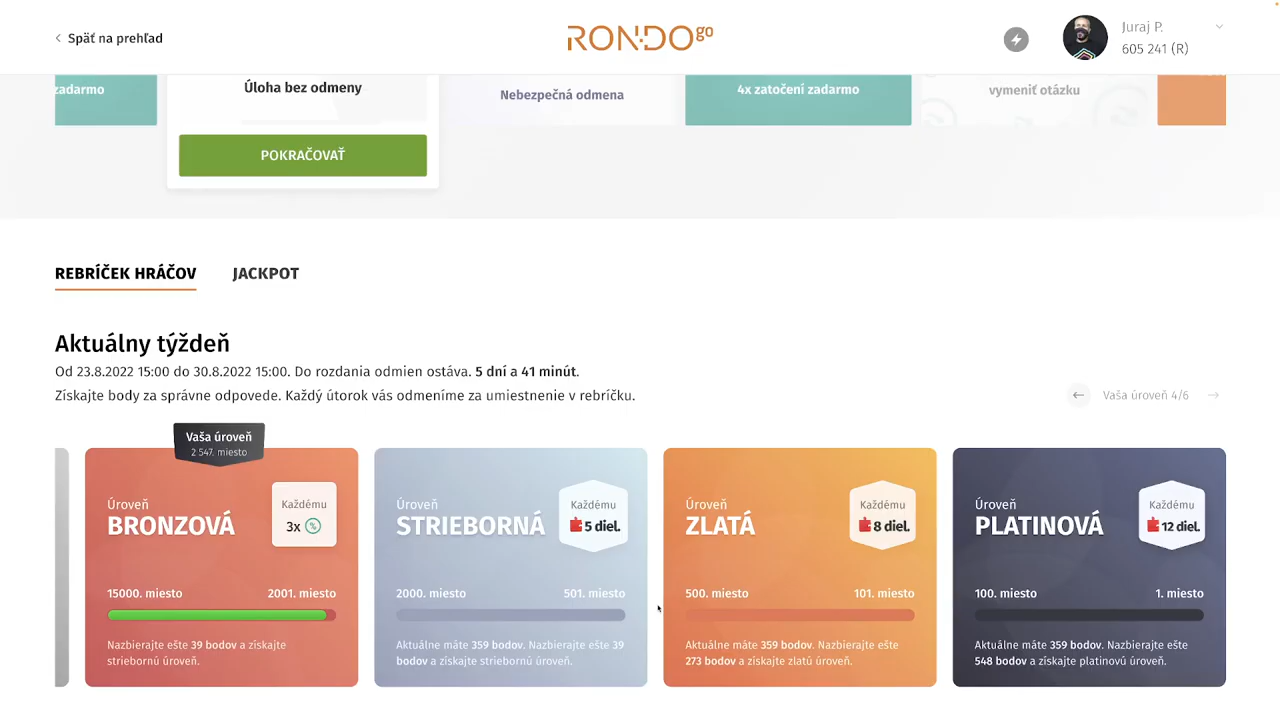 Späť na prehľad
RONDO go
Juraj P.
605 241 (R)
zadarmo
Úloha bez odmeny
Nebezpečná odmena
4x zatočení zadarmo
vymeniť otázku
POKRAČOVAŤ
REBRÍČEK HRÁČOV
JACKPOT
Aktuálny týždeň
Od 23.8.2022 15:00 do 30.8.2022 15:00. Do rozdania odmien ostáva. 5 dní a 41 minút.
Získajte body za správne odpovede. Každý útorok vás odmeníme za umiestnenie v rebríčku.
Vaša úroveň 4/6
Vaša úroveň
2 547. miesto
Úroveň
BRONZOVÁ
Každému
3x %
15000. miesto
2001. miesto
Nazbierajte ešte 39 bodov a získajte
striebornú úroveň.
Úroveň
STRIEBORNÁ
Každému
5 diel.
2000. miesto
501. miesto
Aktuálne máte 359 bodov. Nazbierajte ešte 39
bodov a získajte striebornú úroveň.
Úroveň
ZLATÁ
Každému
8 diel.
500. miesto
101. miesto
Aktuálne máte 359 bodov. Nazbierajte ešte
273 bodov a získajte zlatú úroveň.
Úroveň
PLATINOVÁ
Každému
12 diel.
100. miesto
1. miesto
Aktuálne máte 359 bodov. Nazbierajte ešte
548 bodov a získajte platinovú úroveň.